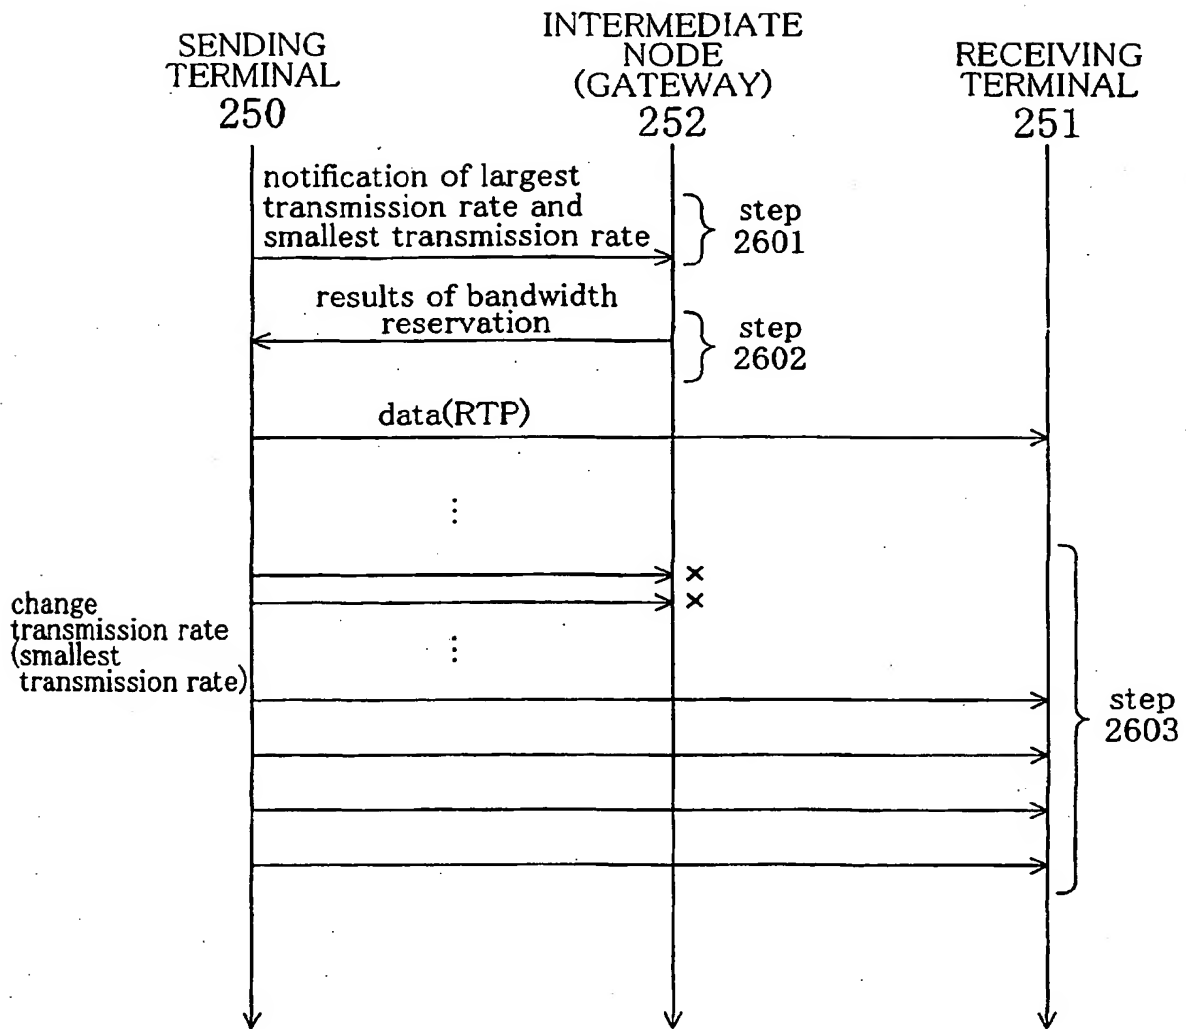 SENDING
TERMINAL
250
INTERMEDIATE
NODE
(GATEWAY)
252
RECEIVING
TERMINAL
251
notification of largest
transmission rate and
smallest transmission rate
step
2601
results of bandwidth
reservation
step
2602
data(RTP)
×
×
change
transmission rate
(smallest
transmission rate)
step
2603